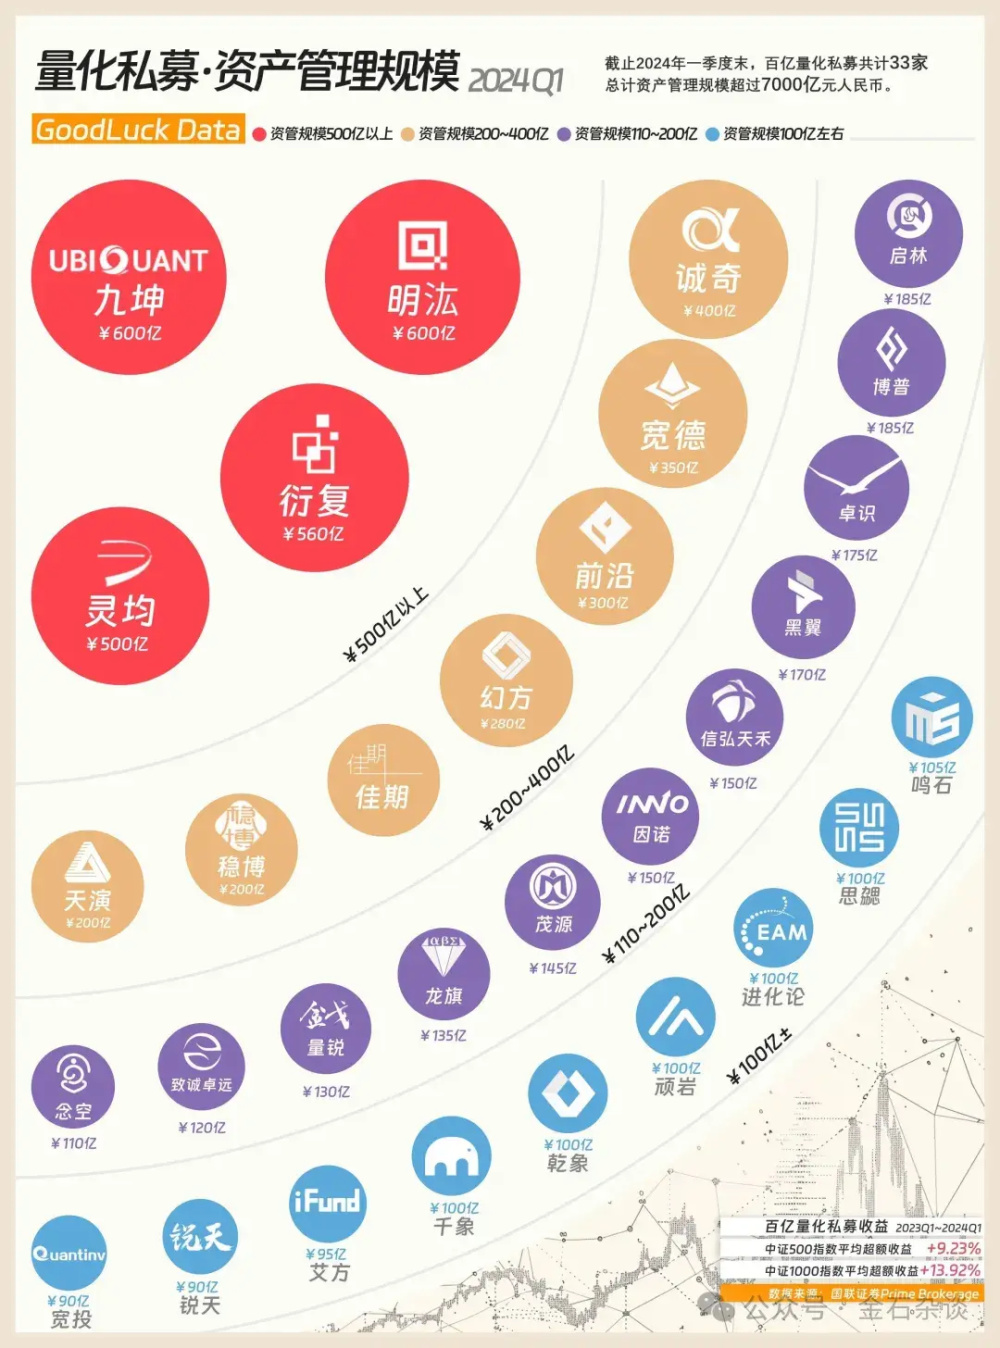 量化私募·资产管理规模 2024 Q1
截止2024年一季度末，百亿量化私募共计33家
总计资产管理规模超过7000亿元人民币。
GoodLuck Data
资管规模500亿以上
资管规模200~400亿
资管规模110~200亿
资管规模100亿左右
UBIQUANT
九坤
¥600亿
明汯
¥600亿
衍复
¥560亿
灵均
¥500亿
¥500亿以上
诚奇
¥400亿
宽德
¥350亿
前沿
¥300亿
幻方
¥280亿
佳期
佳期
稳博
稳博
¥200亿
天演
¥200亿
¥200~400亿
启林
¥185亿
博普
¥185亿
卓识
¥175亿
黑翼
¥170亿
信弘天禾
¥150亿
INNO
因诺
¥150亿
茂源
¥145亿
αβΣ
龙旗
¥135亿
量锐
¥130亿
致诚卓远
¥120亿
念空
¥110亿
¥110~200亿
ms
¥105亿
鸣石
¥100亿
思勰
EAM
¥100亿
进化论
¥100亿
顽岩
¥100亿
乾象
¥100亿
千象
iFund
¥95亿
艾方
锐天
¥90亿
锐天
Quantinv
¥90亿
宽投
¥100亿±
百亿量化私募收益 2023Q1~2024Q1
中证500指数平均超额收益 +9.23%
中证1000指数平均超额收益+13.92%
数据来源：国联证券Prime Brokerage
公众号·金石杂谈